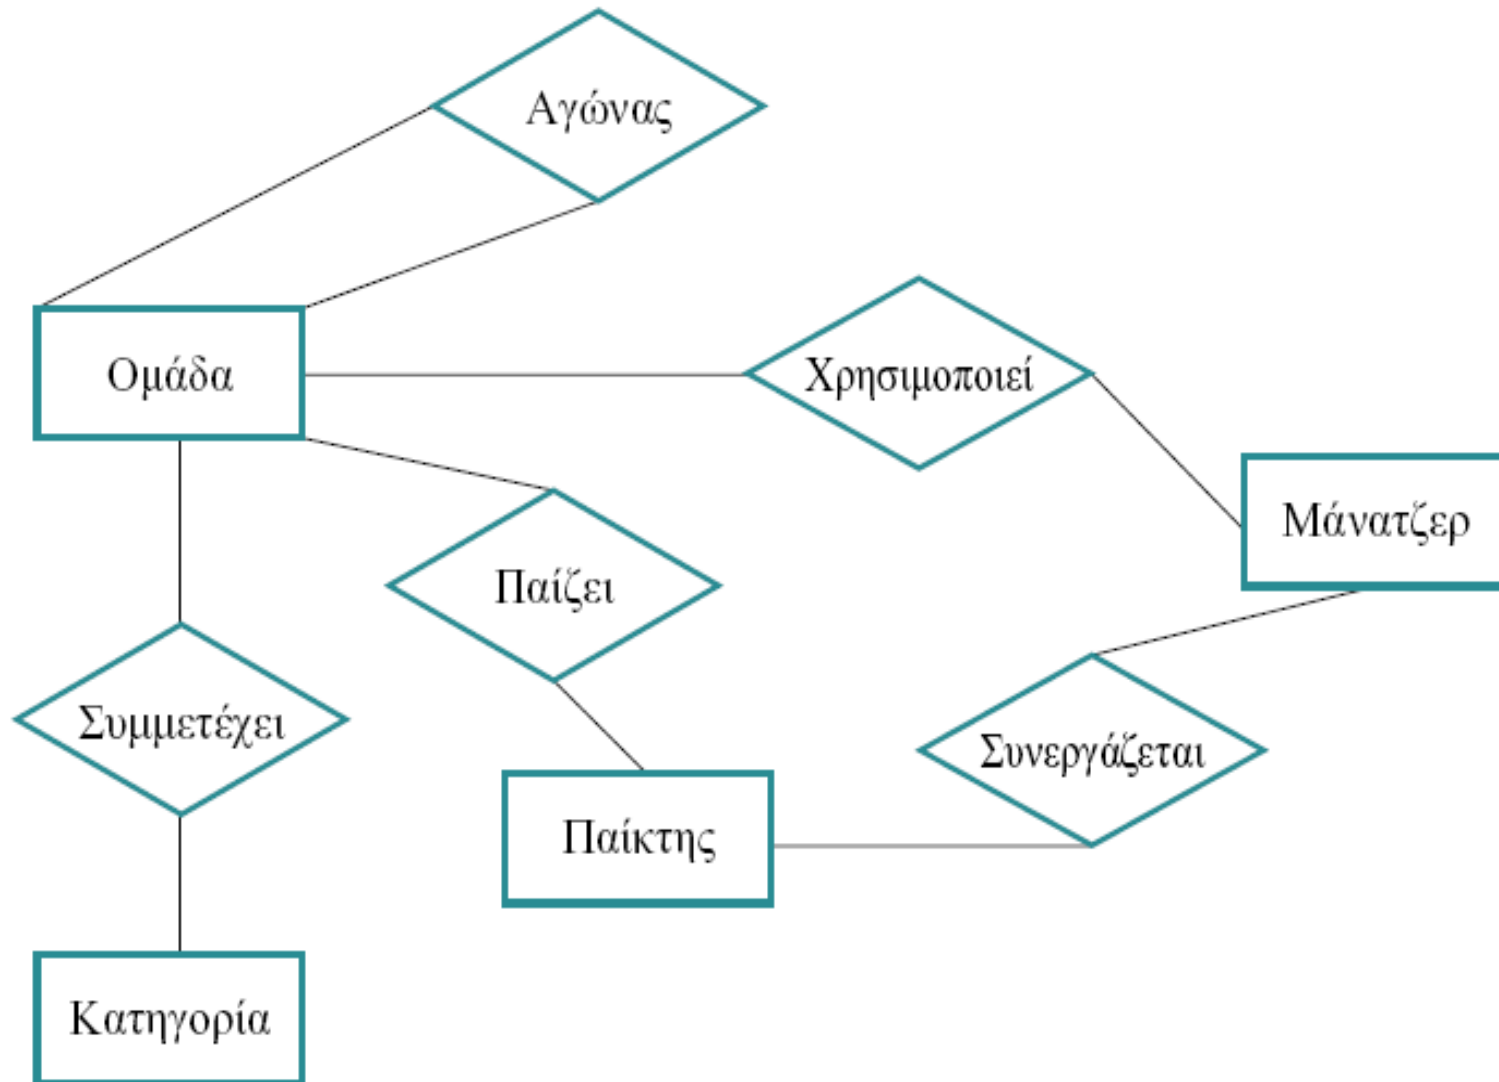 Αγώνας
Ομάδα
Χρησιμοποιεί
Μάνατζερ
Παίζει
Συμμετέχει
Συνεργάζεται
Παίκτης
Κατηγορία